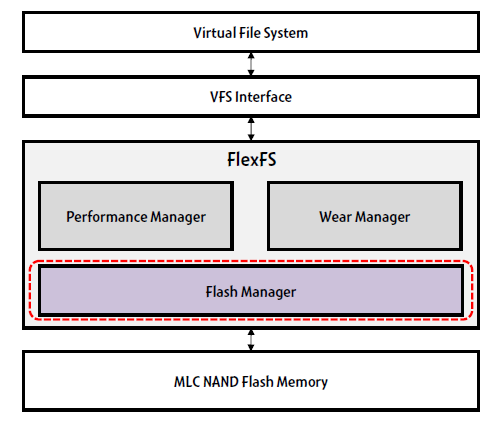 Virtual File System
VFS Interface
FlexFS
Performance Manager
Wear Manager
Flash Manager
MLC NAND Flash Memory